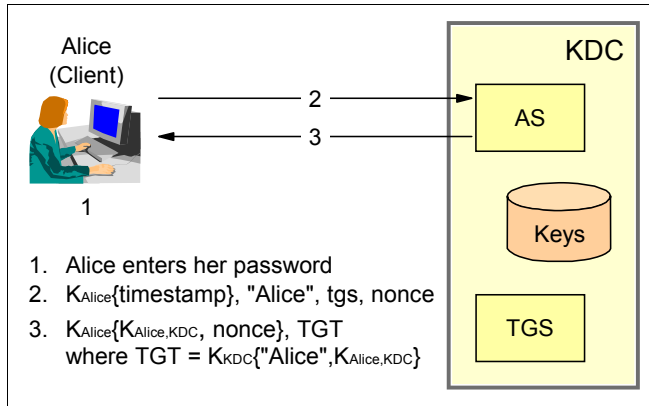 Alice
(Client)
KDC
2
3
AS
1
Keys
TGS
1. Alice enters her password
2. KAlice{timestamp}, "Alice", tgs, nonce
3. KAlice{KAlice,KDC, nonce}, TGT
where TGT = KKDC{"Alice",KAlice,KDC}